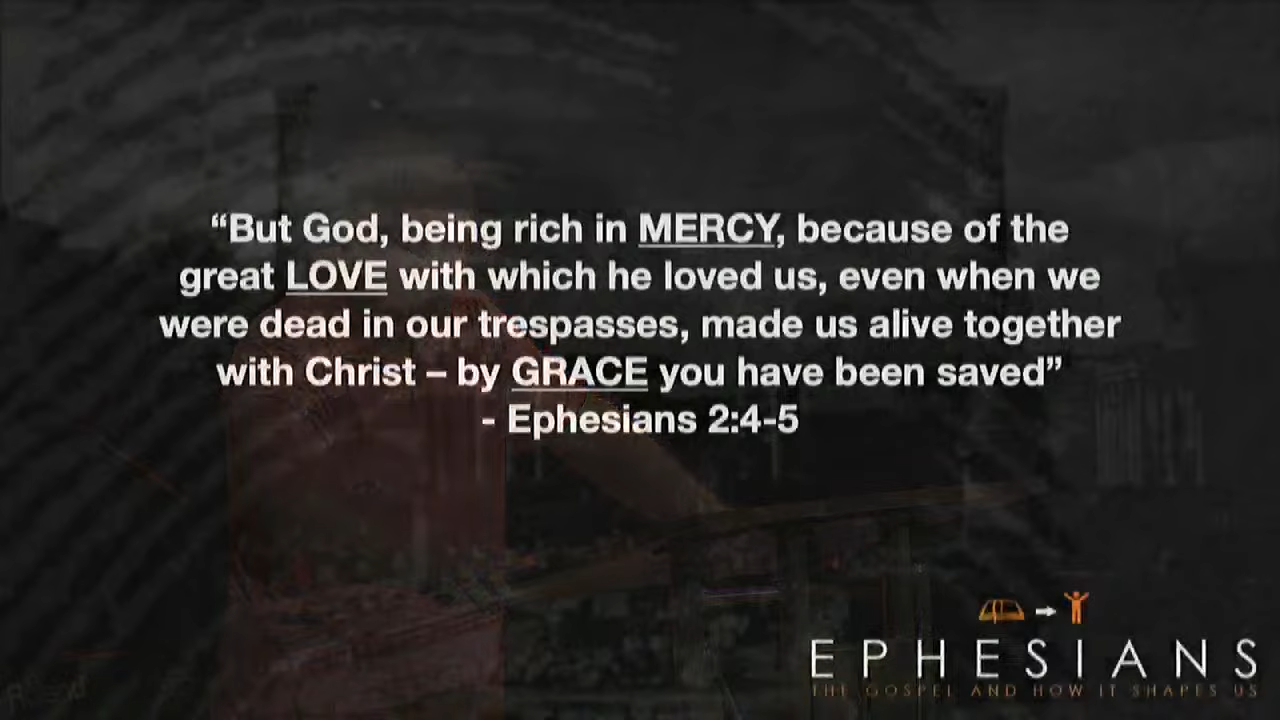 “But God, being rich in MERCY, because of the
great LOVE with which he loved us, even when we
were dead in our trespasses, made us alive together
with Christ – by GRACE you have been saved”
- Ephesians 2:4-5
EPHESIANS
THE GOSPEL AND HOW IT SHAPES US